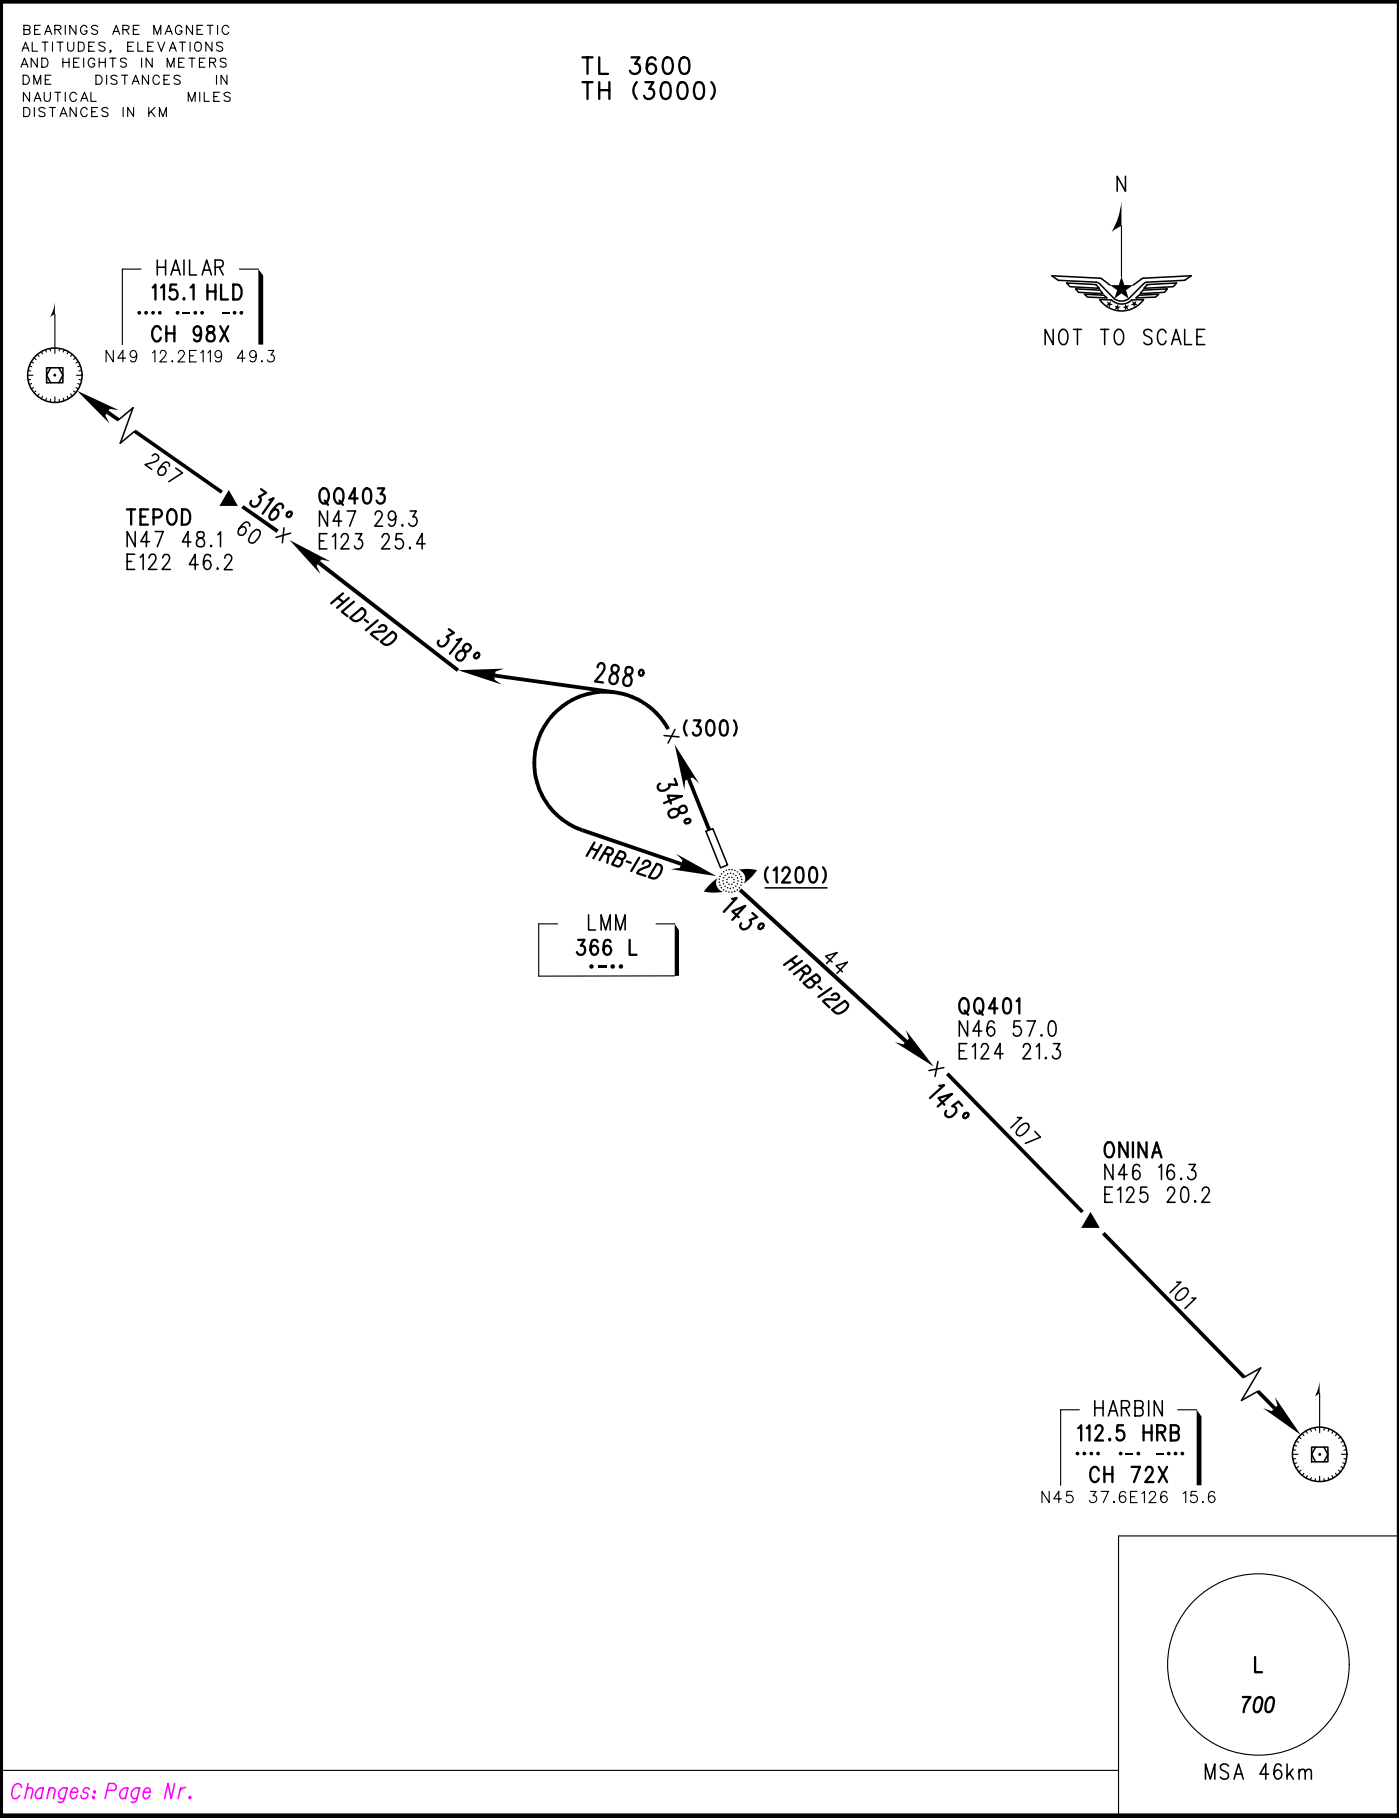 BEARINGS ARE MAGNETIC
ALTITUDES, ELEVATIONS
AND HEIGHTS IN METERS
DME DISTANCES IN
NAUTICAL MILES
DISTANCES IN KM
TL 3600
TH (3000)
N
NOT TO SCALE
HAILAR
115.1 HLD
CH 98X
N49 12.2E119 49.3
267
TEPOD
N47 48.1
E122 46.2
316°
60
QQ403
N47 29.3
E123 25.4
HLD-12D
318°
288°
(300)
348°
HRB-12D
(1200)
LMM
366 L
143°
44
HRB-12D
QQ401
N46 57.0
E124 21.3
145°
107
ONINA
N46 16.3
E125 20.2
101
HARBIN
112.5 HRB
CH 72X
N45 37.6E126 15.6
L
700
MSA 46km
Changes: Page Nr.